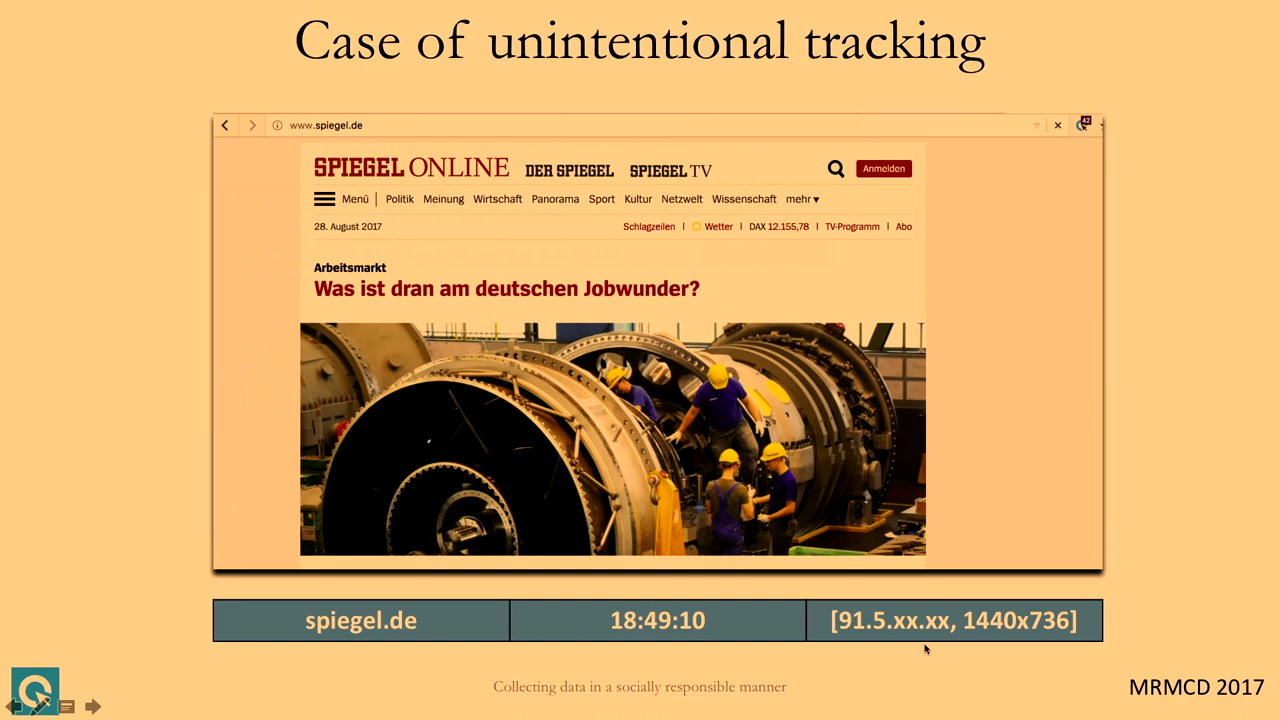 Case of unintentional tracking
www.spiegel.de
42
SPIEGEL ONLINE DER SPIEGEL SPIEGEL TV
Anmelden
Menü Politik Meinung Wirtschaft Panorama Sport Kultur Netzwelt Wissenschaft mehr
28. August 2017
Schlagzeilen | Wetter | DAX 12.155,78 | TV-Programm | Abo
Arbeitsmarkt
Was ist dran am deutschen Jobwunder?
spiegel.de 18:49:10 [91.5.xx.xx, 1440x736]
Collecting data in a socially responsible manner
MRMCD 2017